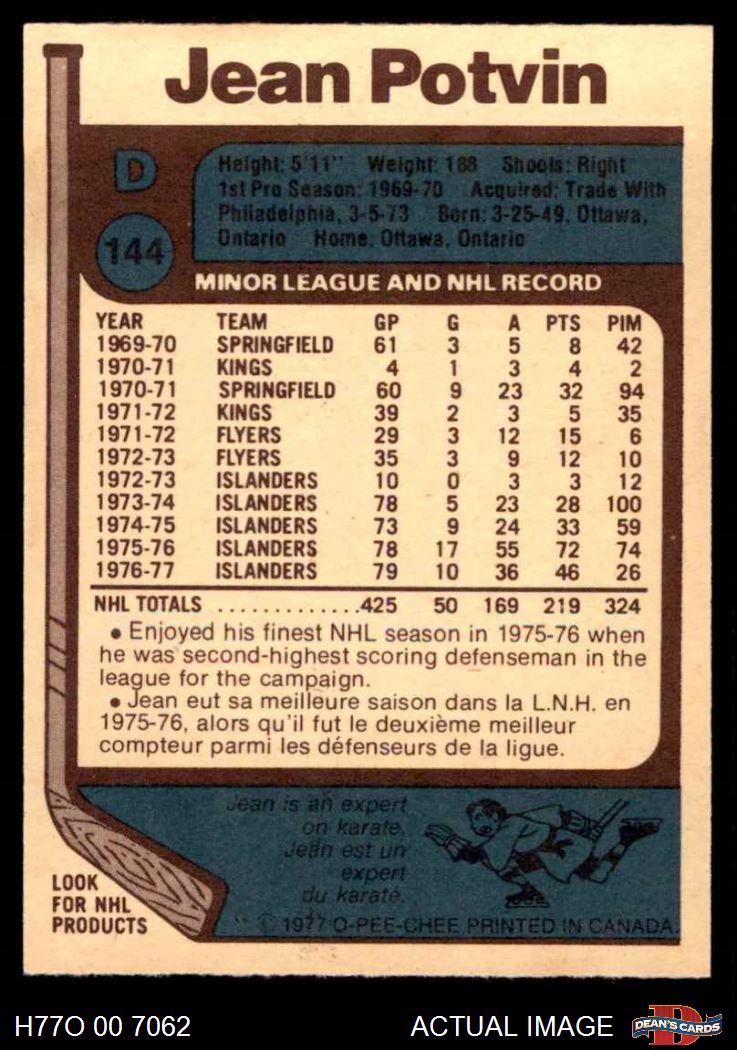 Jean Potvin
D
Height: 5'11" Weight: 188 Shoots: Right
1st Pro Season: 1969-70 Acquired: Trade With
Philadelphia, 3-5-73 Born: 3-25-49, Ottawa,
Ontario Home: Ottawa, Ontario
144
MINOR LEAGUE AND NHL RECORD
YEAR TEAM GP G A PTS PIM
1969-70 SPRINGFIELD 61 3 5 8 42
1970-71 KINGS 4 1 3 4 2
1970-71 SPRINGFIELD 60 9 23 32 94
1971-72 KINGS 39 2 3 5 35
1971-72 FLYERS 29 3 12 15 6
1972-73 FLYERS 35 3 9 12 10
1972-73 ISLANDERS 10 0 3 3 12
1973-74 ISLANDERS 78 5 23 28 100
1974-75 ISLANDERS 73 9 24 33 59
1975-76 ISLANDERS 78 17 55 72 74
1976-77 ISLANDERS 79 10 36 46 26
NHL TOTALS .............425 50 169 219 324
• Enjoyed his finest NHL season in 1975-76 when
he was second-highest scoring defenseman in the
league for the campaign.
• Jean eut sa meilleure saison dans la L.N.H. en
1975-76, alors qu'il fut le deuxième meilleur
compteur parmi les défenseurs de la ligue.
Jean is an expert
on karate.
Jean est un
expert
du karaté.
LOOK
FOR NHL
PRODUCTS
** © 1977 O-PEE-CHEE PRINTED IN CANADA.
H77O 00 7062 ACTUAL IMAGE DEAN'S CARDS